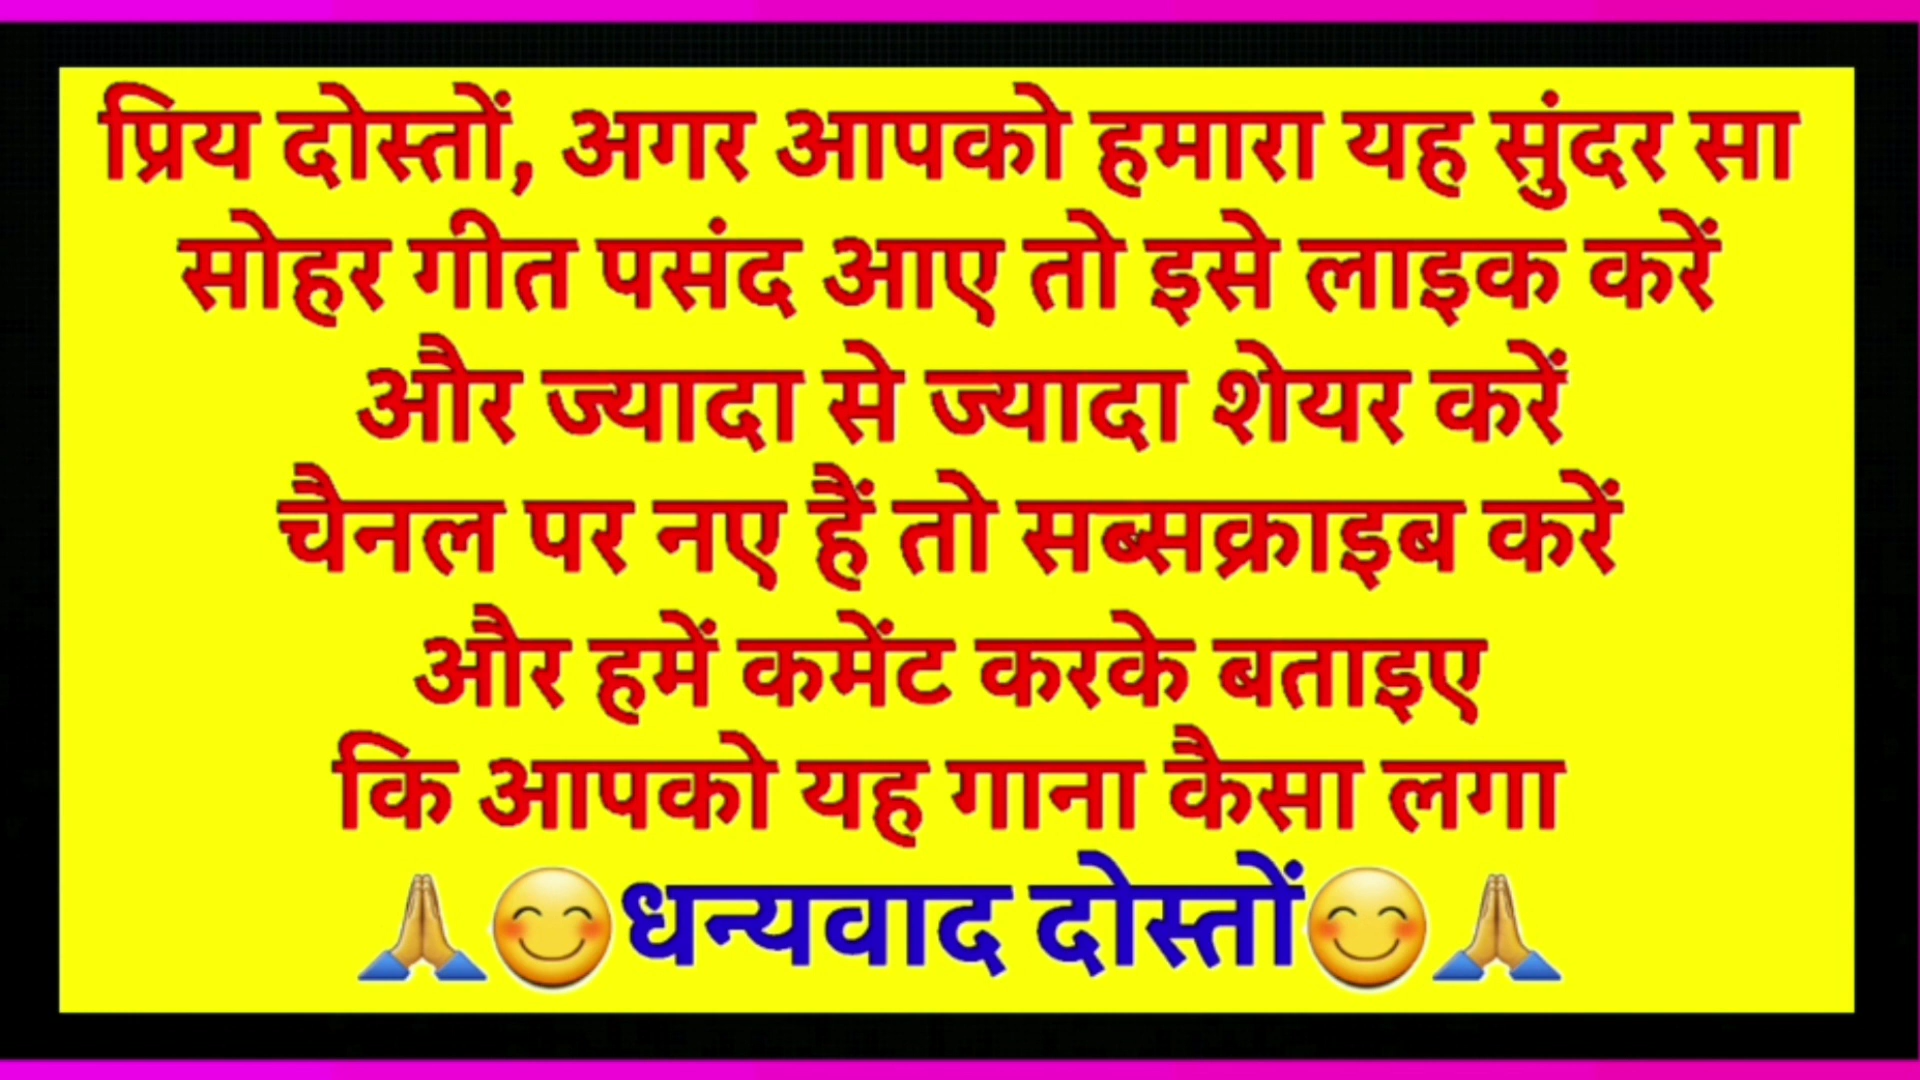 प्रिय दोस्तों, अगर आपको हमारा यह सुंदर सा
सोहर गीत पसंद आए तो इसे लाइक करें
और ज्यादा से ज्यादा शेयर करें
चैनल पर नए हैं तो सब्सक्राइब करें
और हमें कमेंट करके बताइए
कि आपको यह गाना कैसा लगा
🙏😊धन्यवाद दोस्तों😊🙏